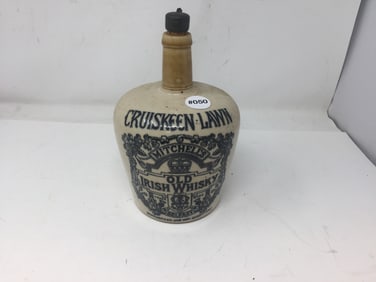 #050
CRUISKEEN·LAWN
MITCHELL'S
OLD
IRISH WHISKY